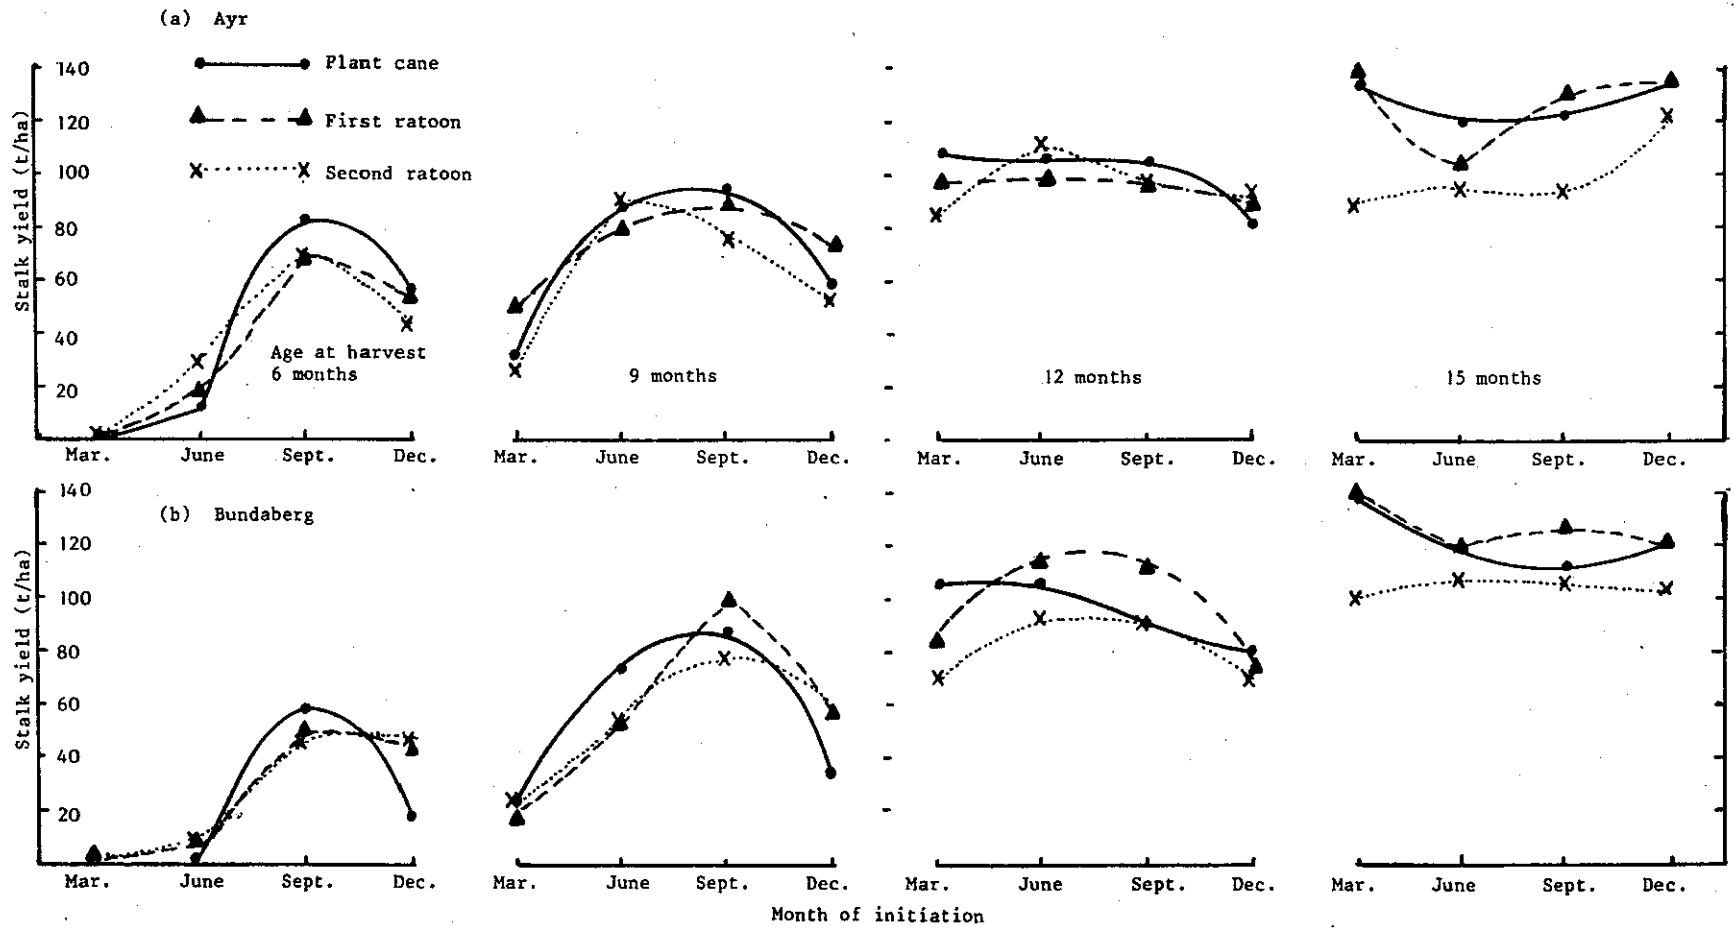 (a) Ayr
Plant cane
First ratoon
Second ratoon
Stalk yield (t/ha)
140
120
100
80
60
40
20
Age at harvest
6 months
9 months
12 months
15 months
Mar. June Sept. Dec.
Mar. June Sept. Dec.
Mar. June Sept. Dec.
Mar. June Sept. Dec.
(b) Bundaberg
Stalk yield (t/ha)
140
120
100
80
60
40
20
Mar. June Sept. Dec.
Mar. June Sept. Dec.
Mar. June Sept. Dec.
Mar. June Sept. Dec.
Month of initiation